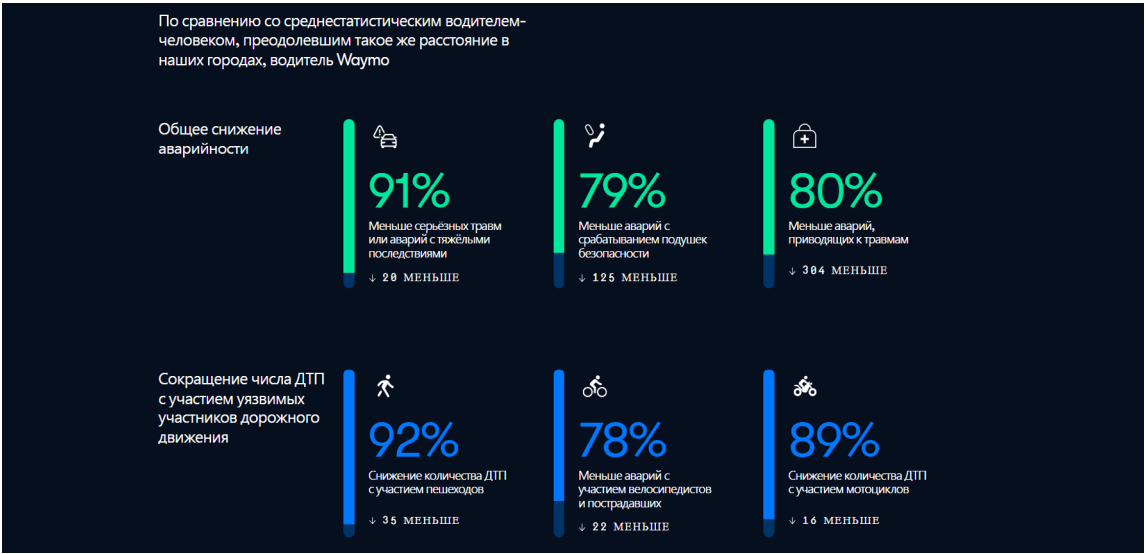 По сравнению со среднестатистическим водителем-
человеком, преодолевшим такое же расстояние в
наших городах, водитель Waymo
Общее снижение
аварийности
91%
Меньше серьёзных травм
или аварий с тяжёлыми
последствиями
↓ 20 МЕНЬШЕ
79%
Меньше аварий с
срабатыванием подушек
безопасности
↓ 125 МЕНЬШЕ
80%
Меньше аварий,
приводящих к травмам
↓ 304 МЕНЬШЕ
Сокращение числа ДТП
с участием уязвимых
участников дорожного
движения
92%
Снижение количества ДТП
с участием пешеходов
↓ 35 МЕНЬШЕ
78%
Меньше аварий с
участием велосипедистов
и пострадавших
↓ 22 МЕНЬШЕ
89%
Снижение количества ДТП
с участием мотоциклов
↓ 16 МЕНЬШЕ